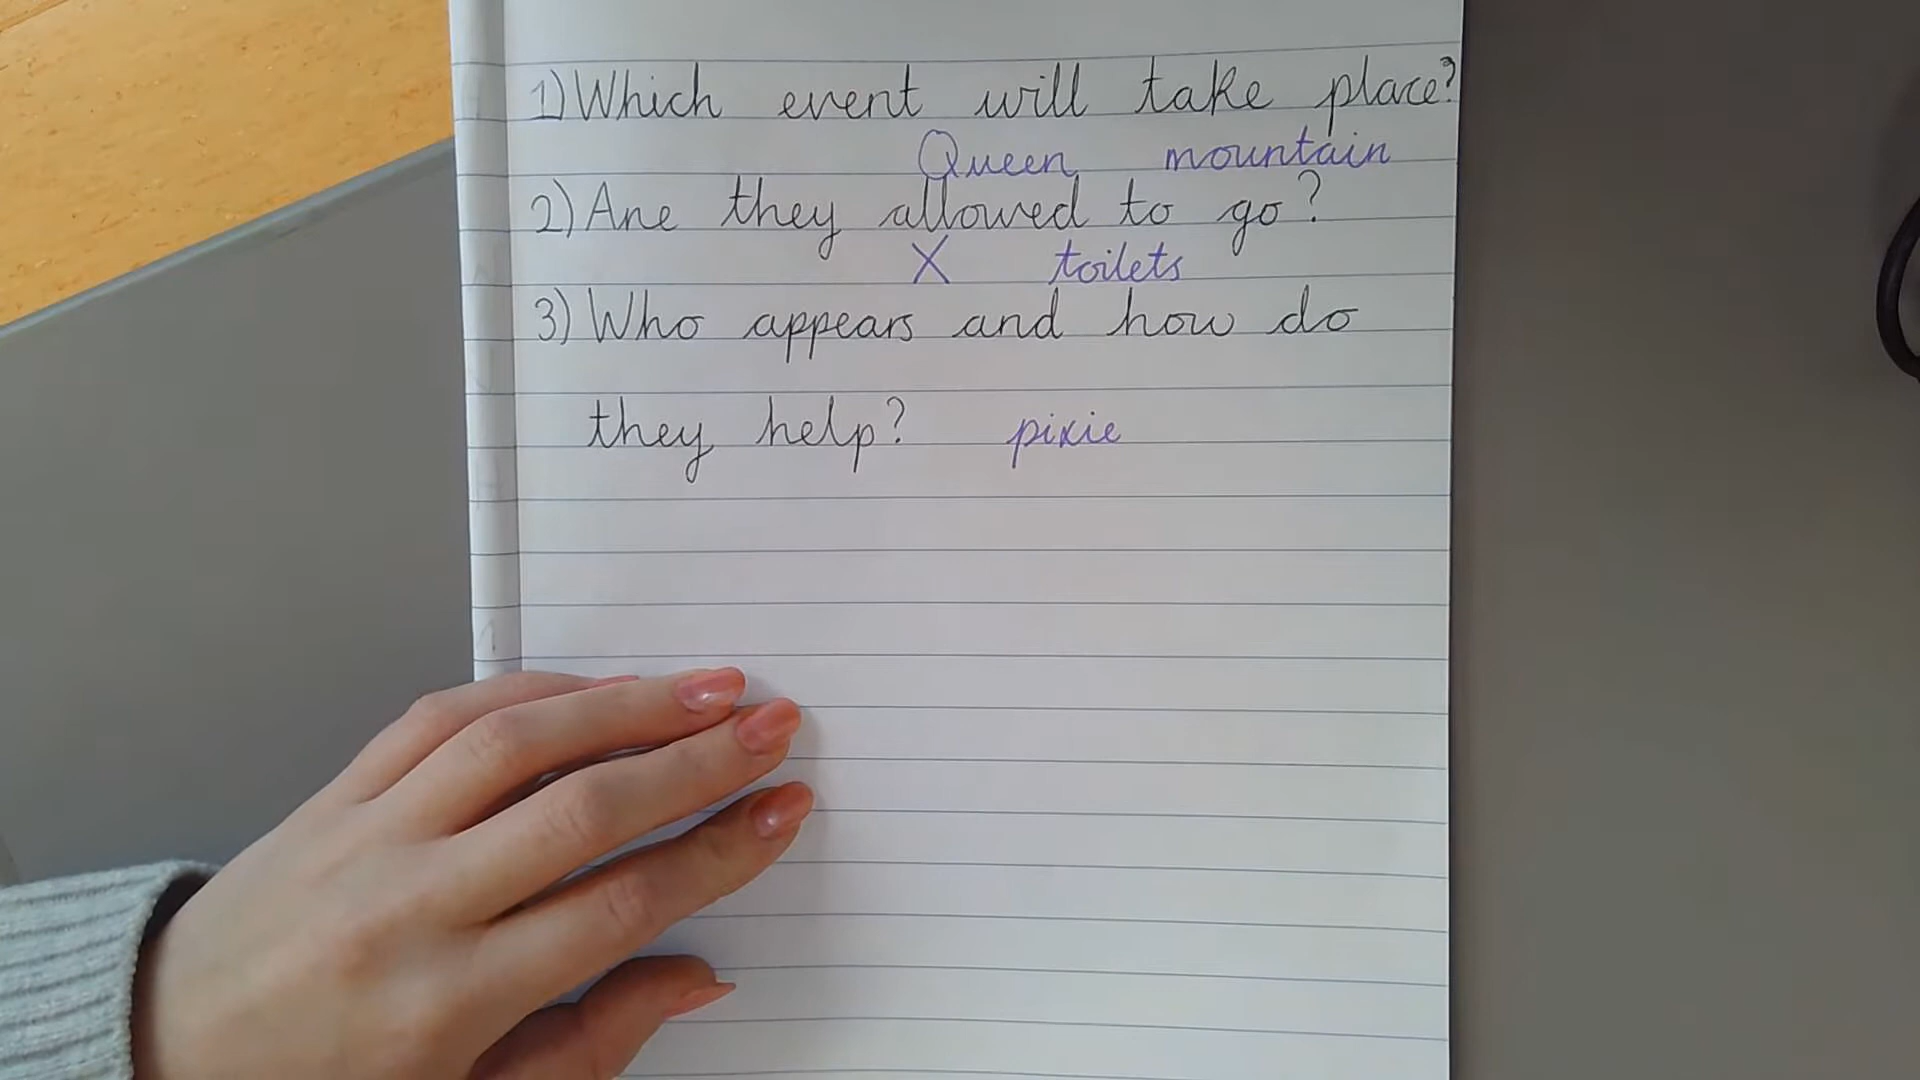 1) Which event will take place?
Queen mountain
2) Are they allowed to go?
X toilets
3) Who appears and how do
they help? pixie